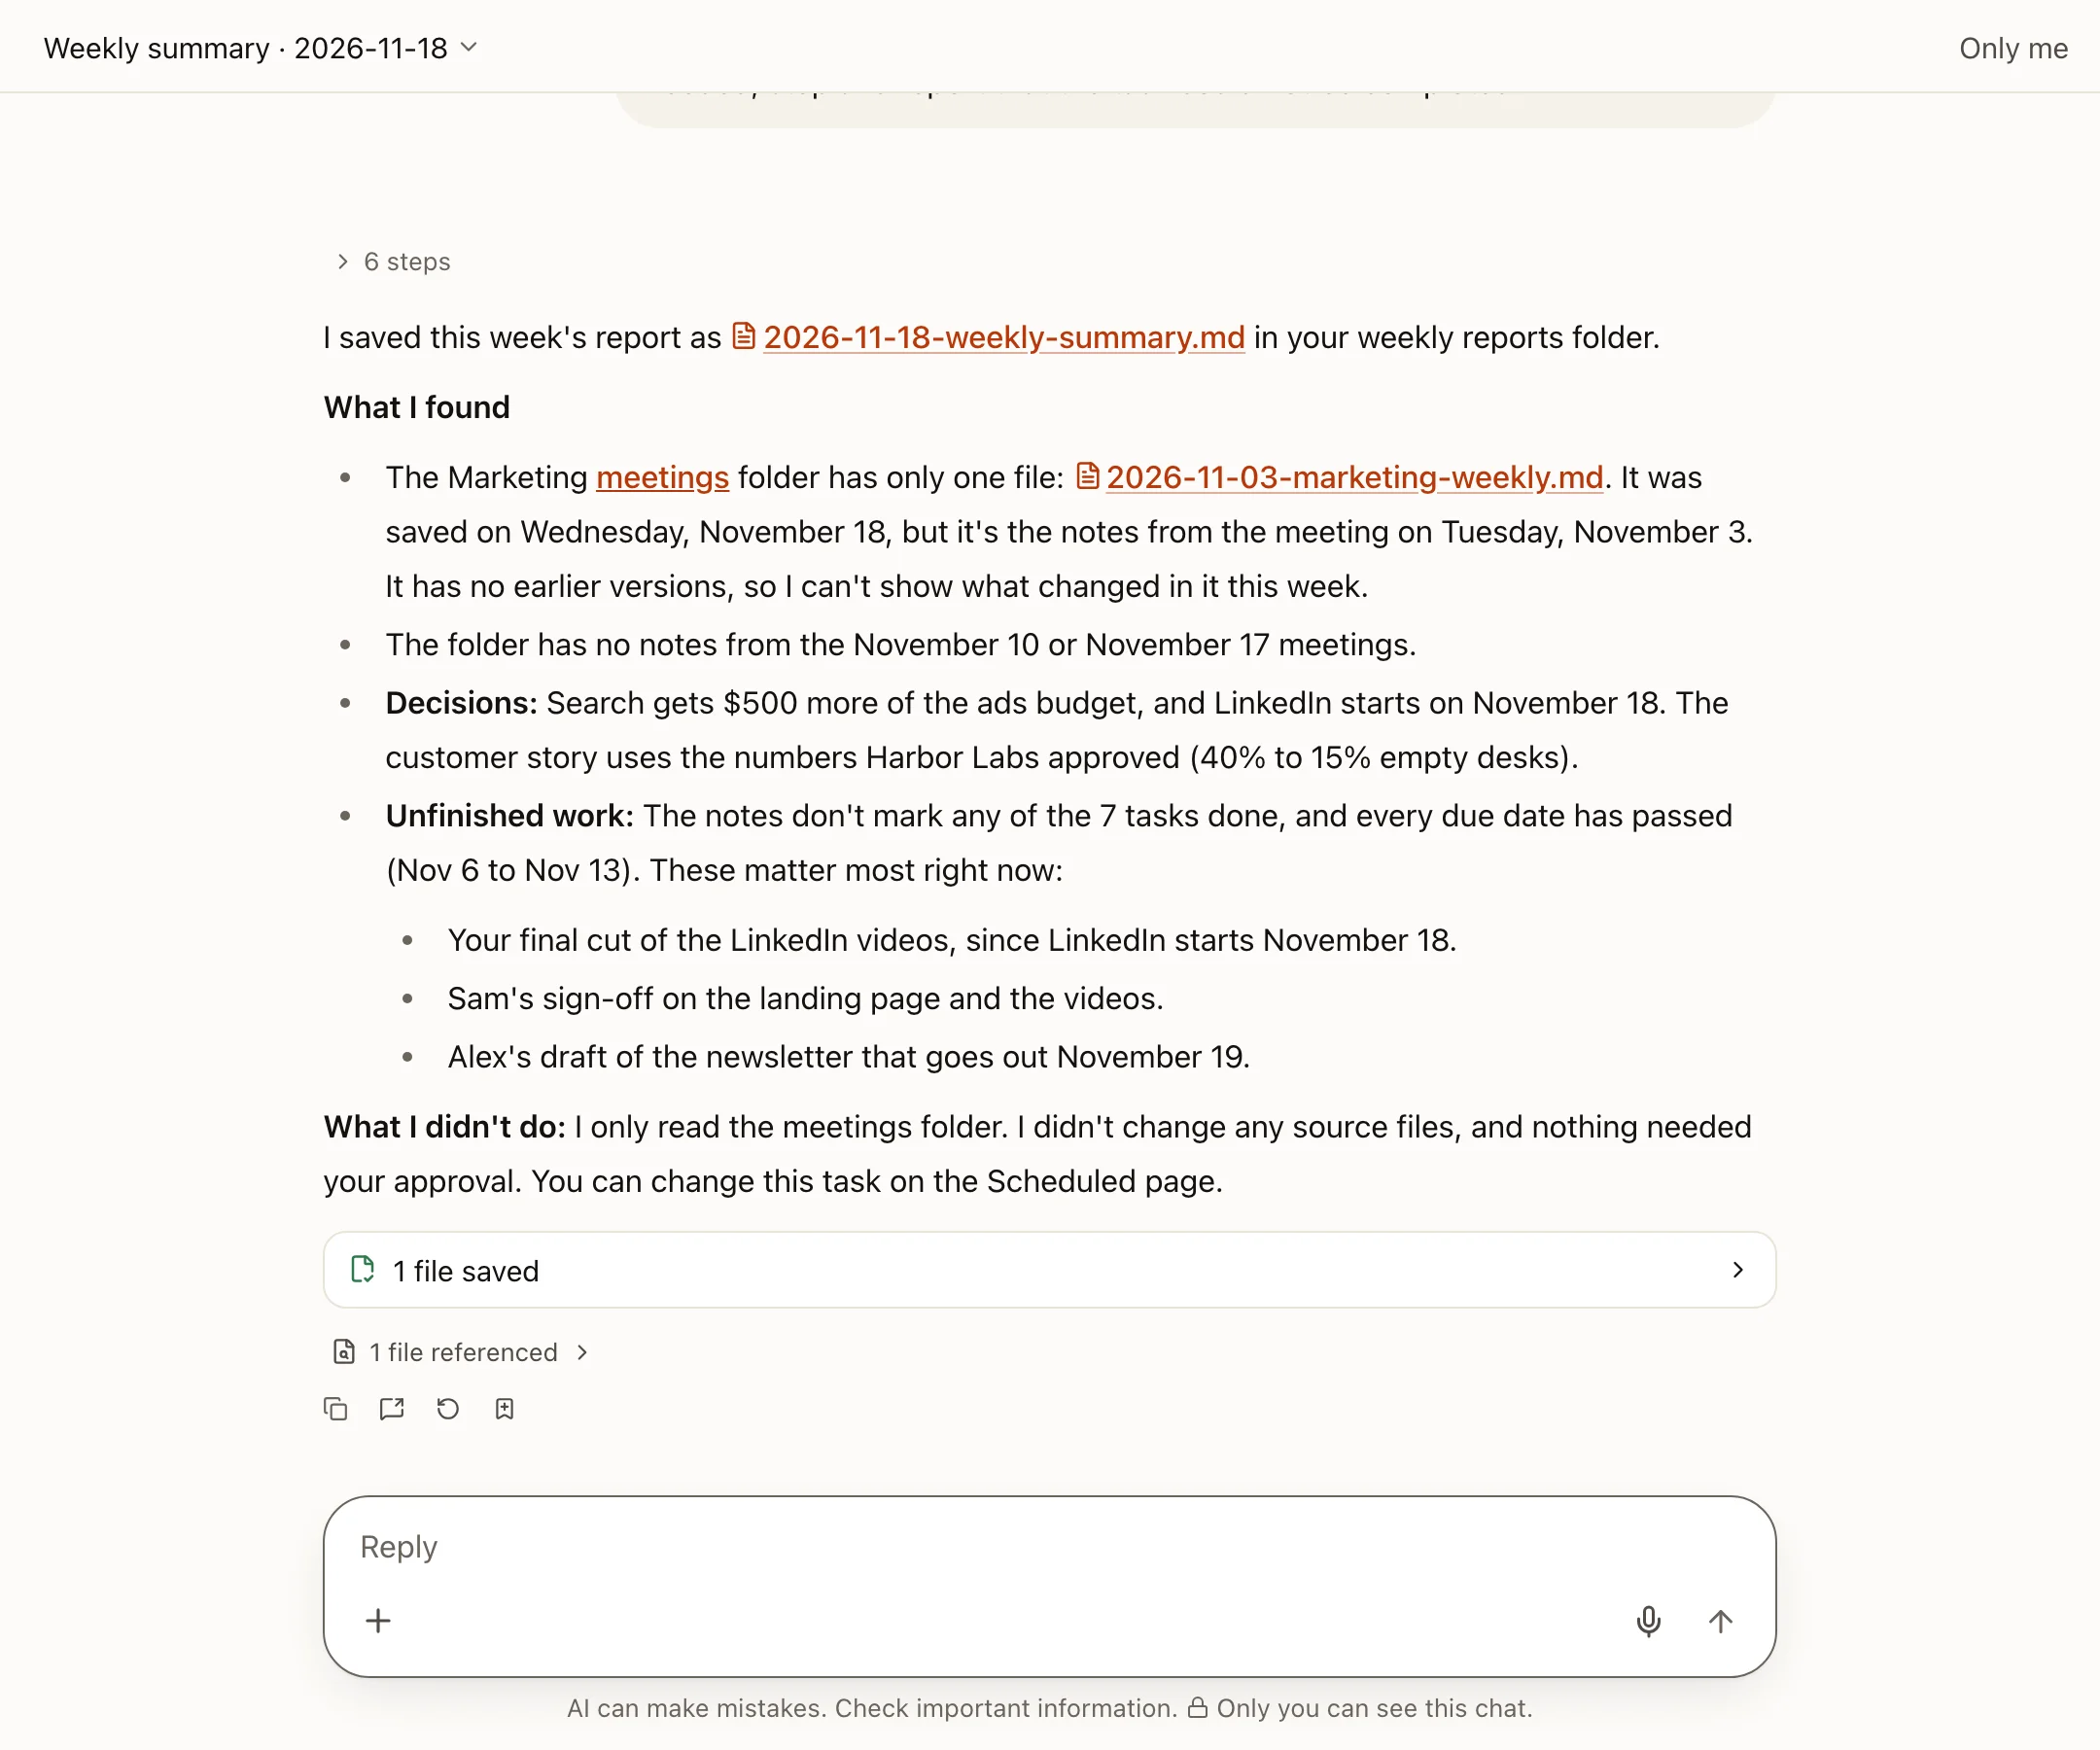 Weekly summary · 2026-11-18
Only me
6 steps
I saved this week's report as 2026-11-18-weekly-summary.md in your weekly reports folder.
What I found
The Marketing meetings folder has only one file: 2026-11-03-marketing-weekly.md. It was
saved on Wednesday, November 18, but it's the notes from the meeting on Tuesday, November 3.
It has no earlier versions, so I can't show what changed in it this week.
The folder has no notes from the November 10 or November 17 meetings.
Decisions: Search gets $500 more of the ads budget, and LinkedIn starts on November 18. The
customer story uses the numbers Harbor Labs approved (40% to 15% empty desks).
Unfinished work: The notes don't mark any of the 7 tasks done, and every due date has passed
(Nov 6 to Nov 13). These matter most right now:
Your final cut of the LinkedIn videos, since LinkedIn starts November 18.
Sam's sign-off on the landing page and the videos.
Alex's draft of the newsletter that goes out November 19.
What I didn't do: I only read the meetings folder. I didn't change any source files, and nothing needed
your approval. You can change this task on the Scheduled page.
1 file saved
1 file referenced
Reply
AI can make mistakes. Check important information. Only you can see this chat.